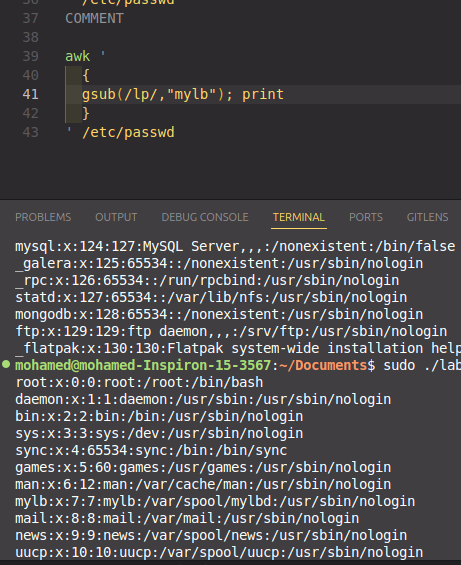 /etc/passwd
37 COMMENT
38
39 awk '
40 {
41 gsub(/lp/,"mylb"); print
42 }
43 ' /etc/passwd
PROBLEMS OUTPUT DEBUG CONSOLE TERMINAL PORTS GITLENS
mysql:x:124:127:MySQL Server,,,:/nonexistent:/bin/false
_galera:x:125:65534::/nonexistent:/usr/sbin/nologin
_rpc:x:126:65534::/run/rpcbind:/usr/sbin/nologin
statd:x:127:65534::/var/lib/nfs:/usr/sbin/nologin
mongodb:x:128:65534::/nonexistent:/usr/sbin/nologin
ftp:x:129:129:ftp daemon,,,:/srv/ftp:/usr/sbin/nologin
_flatpak:x:130:130:Flatpak system-wide installation help
mohamed@mohamed-Inspiron-15-3567:~/Documents$ sudo ./lab
root:x:0:0:root:/root:/bin/bash
daemon:x:1:1:daemon:/usr/sbin:/usr/sbin/nologin
bin:x:2:2:bin:/bin:/usr/sbin/nologin
sys:x:3:3:sys:/dev:/usr/sbin/nologin
sync:x:4:65534:sync:/bin:/bin/sync
games:x:5:60:games:/usr/games:/usr/sbin/nologin
man:x:6:12:man:/var/cache/man:/usr/sbin/nologin
mylb:x:7:7:mylb:/var/spool/mylbd:/usr/sbin/nologin
mail:x:8:8:mail:/var/mail:/usr/sbin/nologin
news:x:9:9:news:/var/spool/news:/usr/sbin/nologin
uucp:x:10:10:uucp:/var/spool/uucp:/usr/sbin/nologin